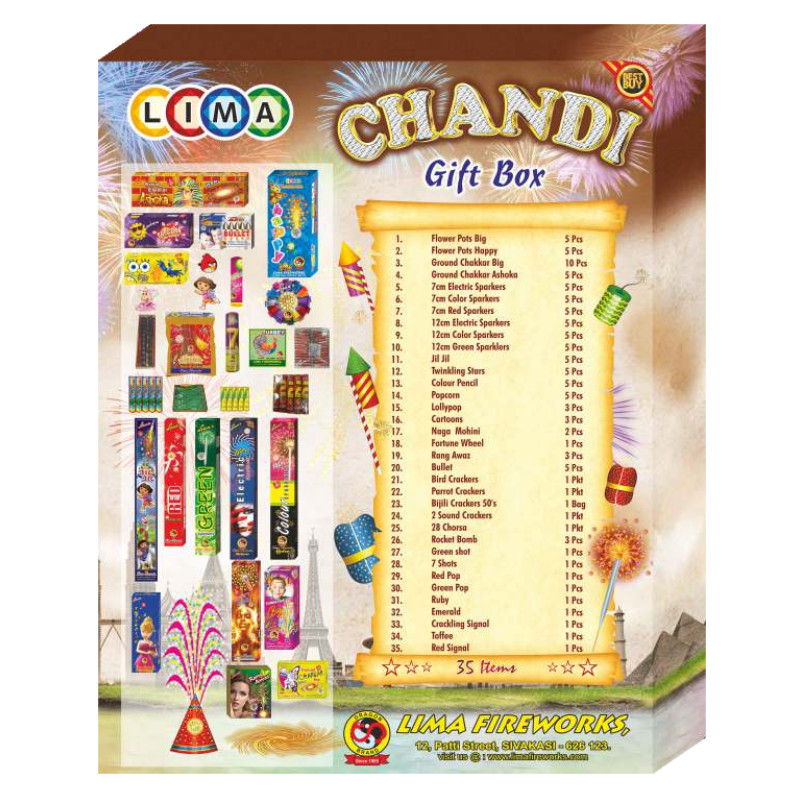 LIMA
CHANDI
BEST
BUY
Gift Box
1. Flower Pots Big 5 Pcs
2. Flower Pots Happy 5 Pcs
3. Ground Chakkar Big 10 Pcs
4. Ground Chakkar Ashoka 5 Pcs
5. 7cm Electric Sparkers 5 Pcs
6. 7cm Color Sparkers 5 Pcs
7. 7cm Red Sparkers 5 Pcs
8. 12cm Electric Sparkers 5 Pcs
9. 12cm Color Sparkers 5 Pcs
10. 12cm Green Sparklers 5 Pcs
11. Jil Jil 5 Pcs
12. Twinkling Stars 5 Pcs
13. Colour Pencil 5 Pcs
14. Popcorn 5 Pcs
15. Lollypop 3 Pcs
16. Cartoons 3 Pcs
17. Naga Mohini 2 Pcs
18. Fortune Wheel 1 Pcs
19. Rang Awaz 3 Pcs
20. Bullet 5 Pcs
21. Bird Crackers 1 Pkt
22. Parrot Crackers 1 Pkt
23. Bijili Crackers 50's 1 Bag
24. 2 Sound Crackers 1 Pkt
25. 28 Chorsa 1 Pkt
26. Rocket Bomb 3 Pcs
27. Green shot 1 Pcs
28. 7 Shots 1 Pcs
29. Red Pop 1 Pcs
30. Green Pop 1 Pcs
31. Ruby 1 Pcs
32. Emerald 1 Pcs
33. Crackling Signal 1 Pcs
34. Toffee 1 Pcs
35. Red Signal 1 Pcs
35 Items
Ashoka
BULLET
7
TURKEY
RED
GREEN
Electric
Colour
DRAGON
BRAND
LIMA FIREWORKS,
12, Patti Street, SIVAKASI - 626 123.
visit us @ : www.limafireworks.com